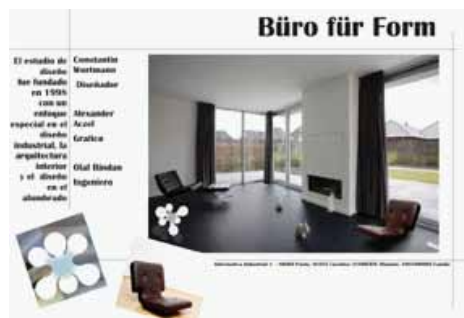 Büro für Form
El estudio de
diseño
fue fundado
en 1998
con un
enfoque
especial en el
diseño
industrial, la
arquitectura
interior
y el diseño
en el
alumbrado
Constantin
Wortmann
Diseñador
Alexander
Aczel
Grafico
Ingeniero